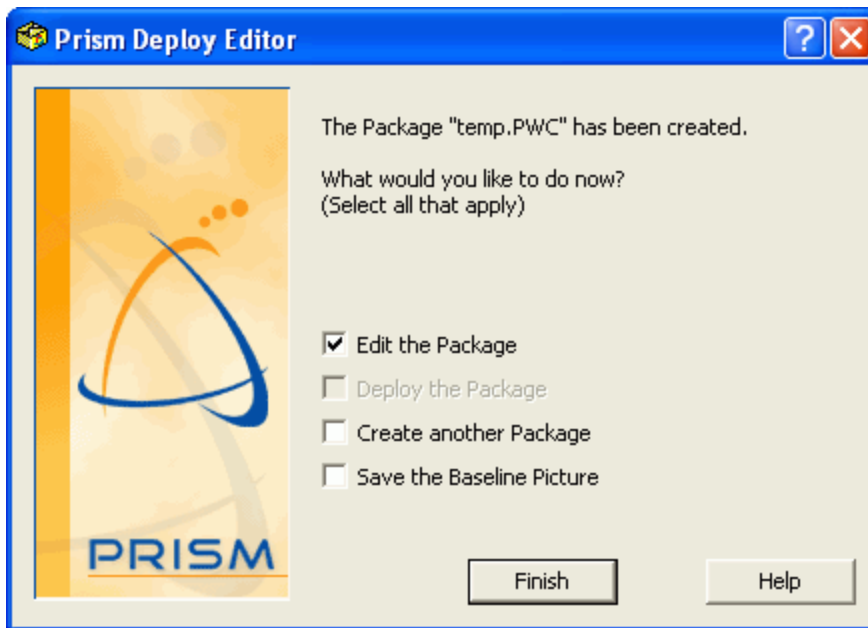 Prism Deploy Editor
The Package "temp.PWC" has been created.
What would you like to do now?
(Select all that apply)
Edit the Package
Deploy the Package
Create another Package
Save the Baseline Picture
PRISM
Finish
Help